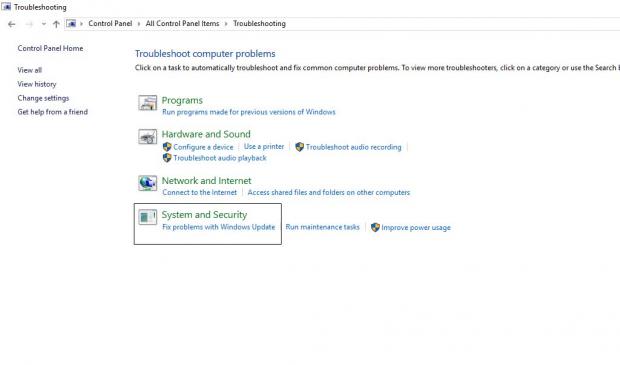 Troubleshooting
Control Panel All Control Panel Items Troubleshooting
Control Panel Home
View all
View history
Change settings
Get help from a friend
Troubleshoot computer problems
Click on a task to automatically troubleshoot and fix common computer problems. To view more troubleshooters, click on a category or use the Search
Programs
Run programs made for previous versions of Windows
Hardware and Sound
Configure a device Use a printer Troubleshoot audio recording
Troubleshoot audio playback
Network and Internet
Connect to the Internet Access shared files and folders on other computers
System and Security
Fix problems with Windows Update Run maintenance tasks Improve power usage